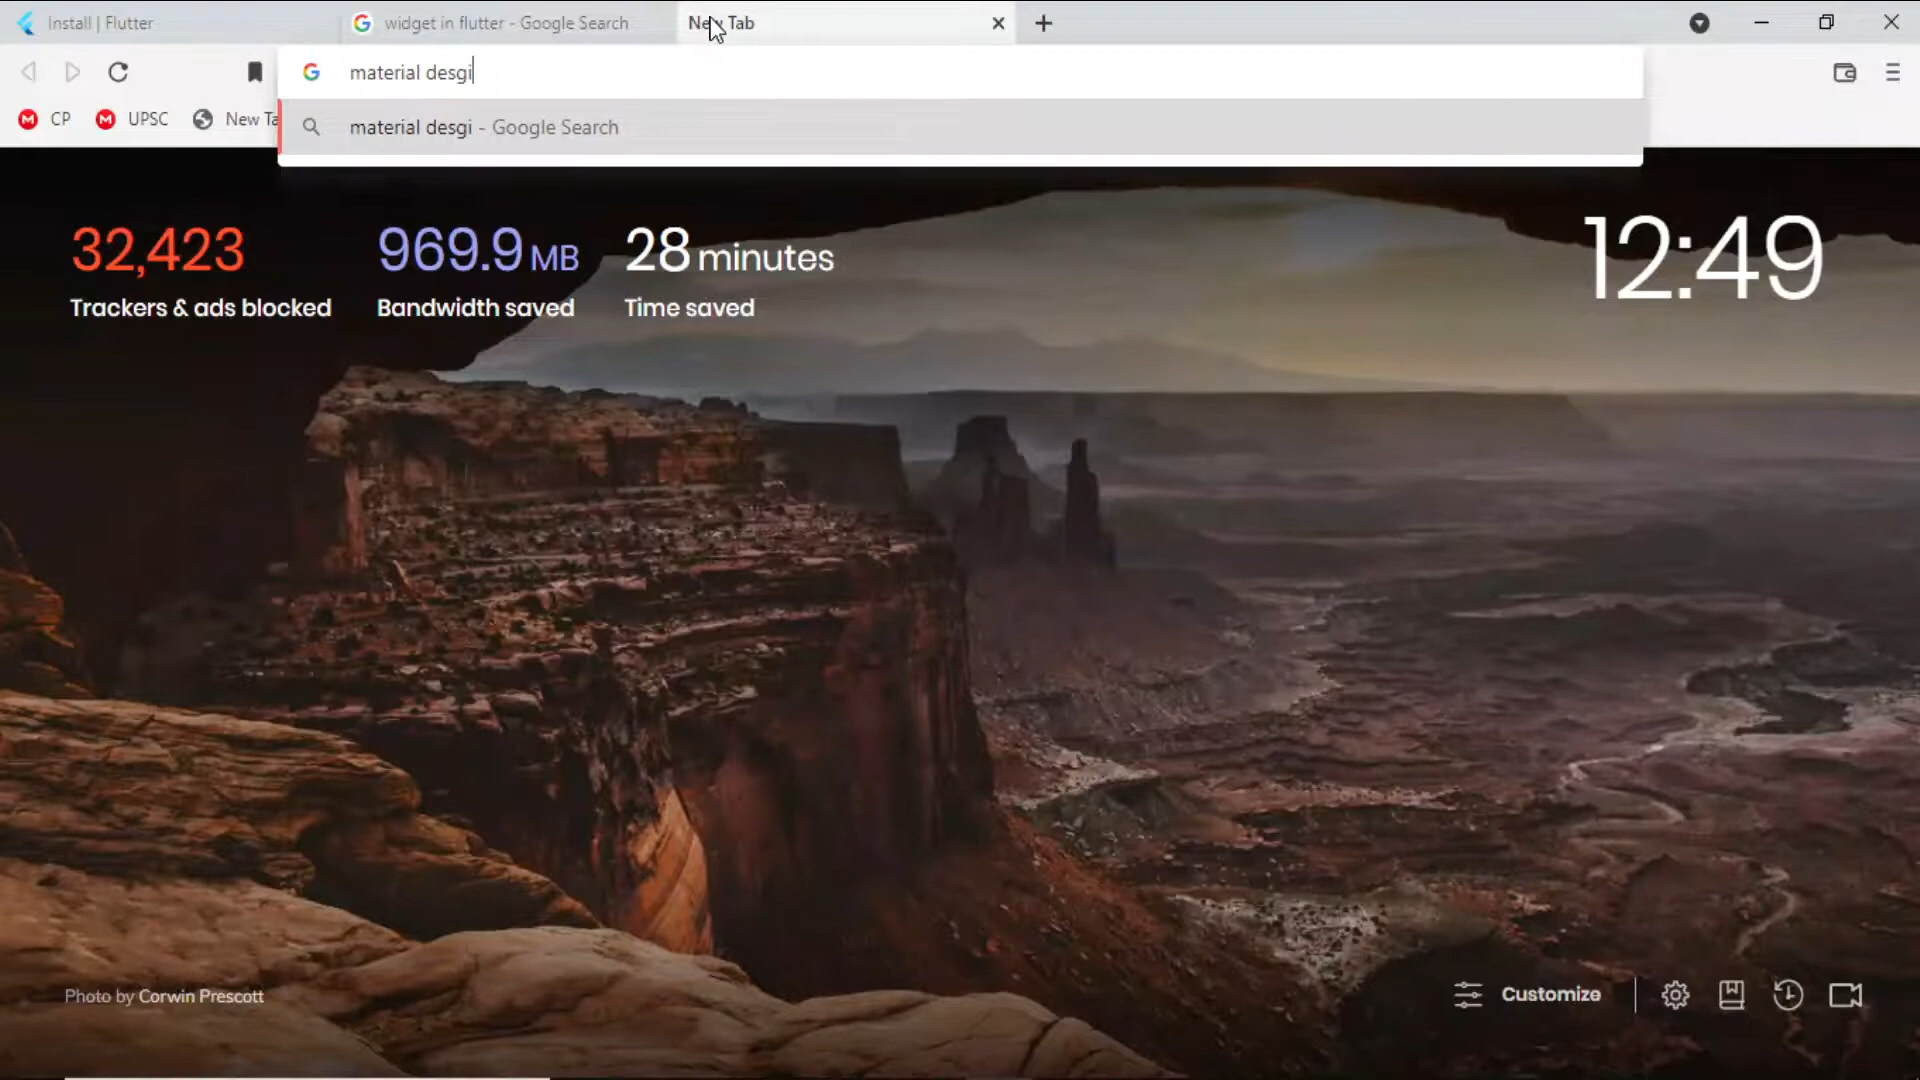 Install | Flutter
widget in flutter - Google Search
New Tab
material desgi
CP
UPSC
New Ta
material desgi - Google Search
32,423
Trackers & ads blocked
969.9 MB
Bandwidth saved
28 minutes
Time saved
12:49
Photo by Corwin Prescott
Customize